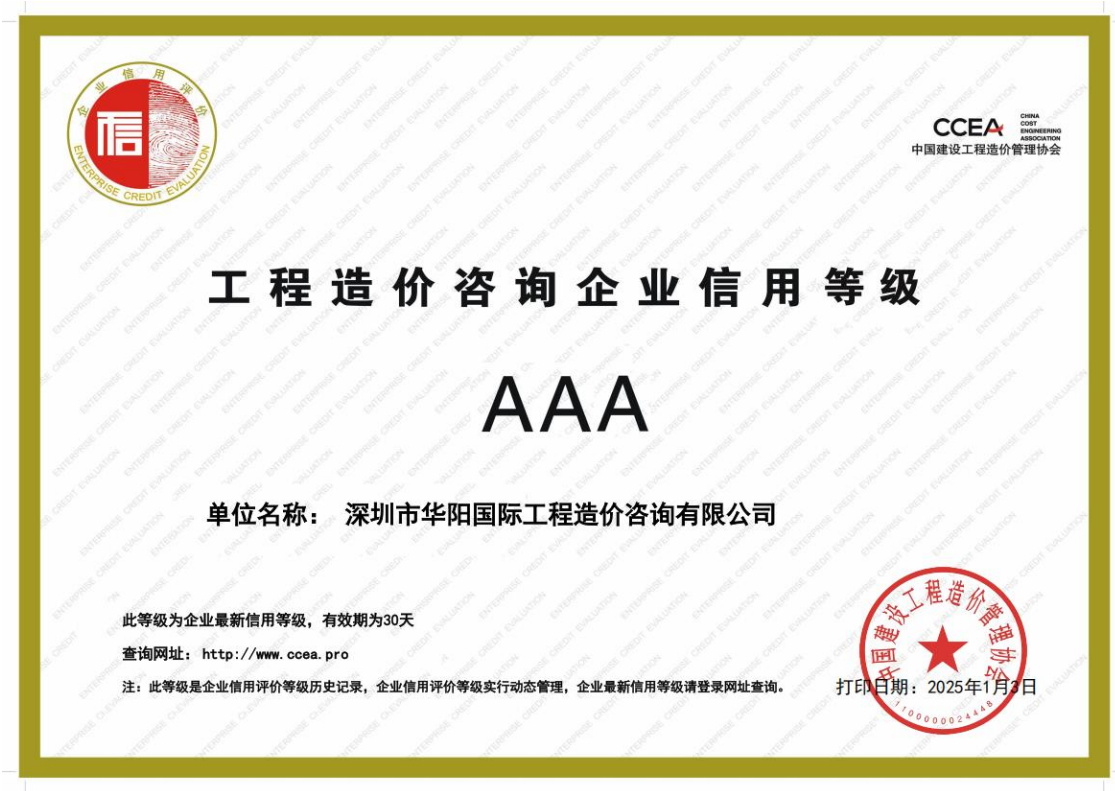 企业信用评价
信
ENTERPRISE CREDIT EVALUATION
CCEA
CHINA
COST
ENGINEERING
ASSOCIATION
中国建设工程造价管理协会
工程造价咨询企业信用等级
AAA
单位名称： 深圳市华阳国际工程造价咨询有限公司
此等级为企业最新信用等级，有效期为30天
查询网址：http://www.ccea.pro
注：此等级是企业信用评价等级历史记录，企业信用评价等级实行动态管理，企业最新信用等级请登录网址查询。
中国建设工程造价管理协会
打印日期：2025年1月3日
1100000024448